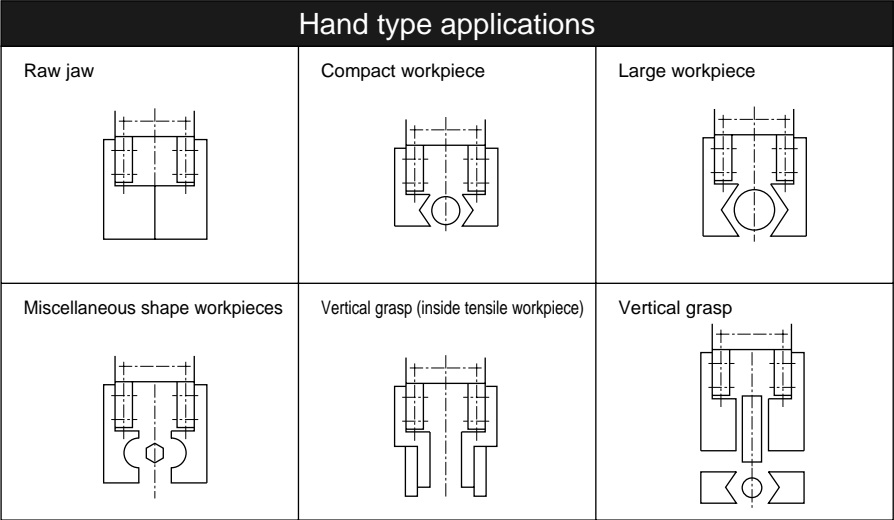 Hand type applications
Raw jaw
Compact workpiece
Large workpiece
Miscellaneous shape workpieces
Vertical grasp (inside tensile workpiece)
Vertical grasp